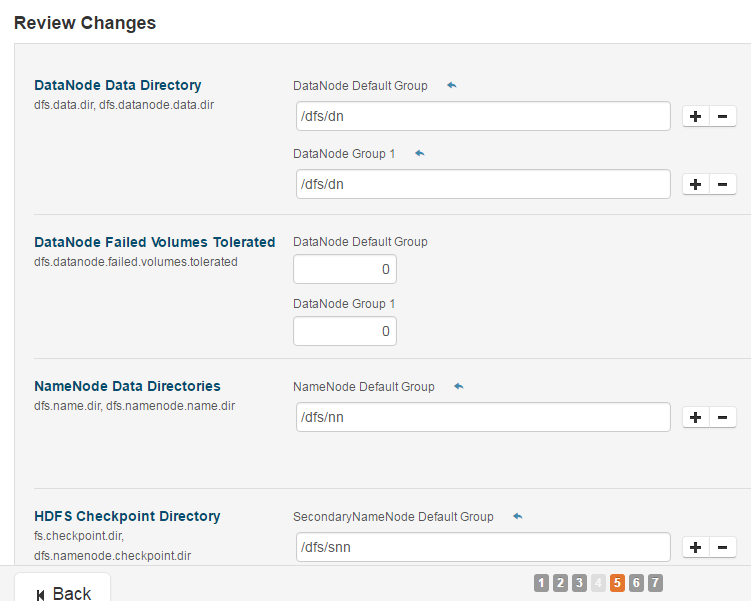 Review Changes
DataNode Data Directory
dfs.data.dir, dfs.datanode.data.dir
DataNode Default Group
/dfs/dn
DataNode Group 1
/dfs/dn
DataNode Failed Volumes Tolerated
dfs.datanode.failed.volumes.tolerated
DataNode Default Group
0
DataNode Group 1
0
NameNode Data Directories
dfs.name.dir, dfs.namenode.name.dir
NameNode Default Group
/dfs/nn
HDFS Checkpoint Directory
fs.checkpoint.dir,
dfs.namenode.checkpoint.dir
SecondaryNameNode Default Group
/dfs/snn
Back
1 2 3 4 5 6 7